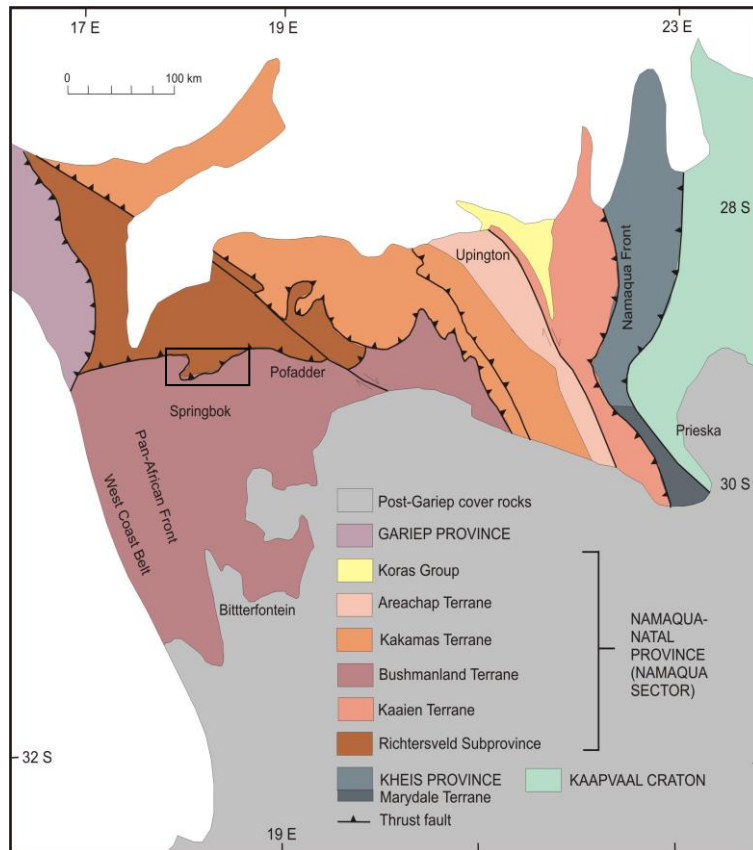 17 E
19 E
23 E
0
100 km
28 S
Upington
Namaqua Front
Pofadder
Springbok
Prieska
Pan-African Front
West Coast Belt
30 S
Bittterfontein
Post-Gariep cover rocks
GARIEP PROVINCE
Koras Group
Areachap Terrane
Kakamas Terrane
Bushmanland Terrane
Kaaien Terrane
Richtersveld Subprovince
NAMAQUA-
NATAL
PROVINCE
(NAMAQUA
SECTOR)
KHEIS PROVINCE
KAAPVAAL CRATON
Marydale Terrane
Thrust fault
32 S
19 E